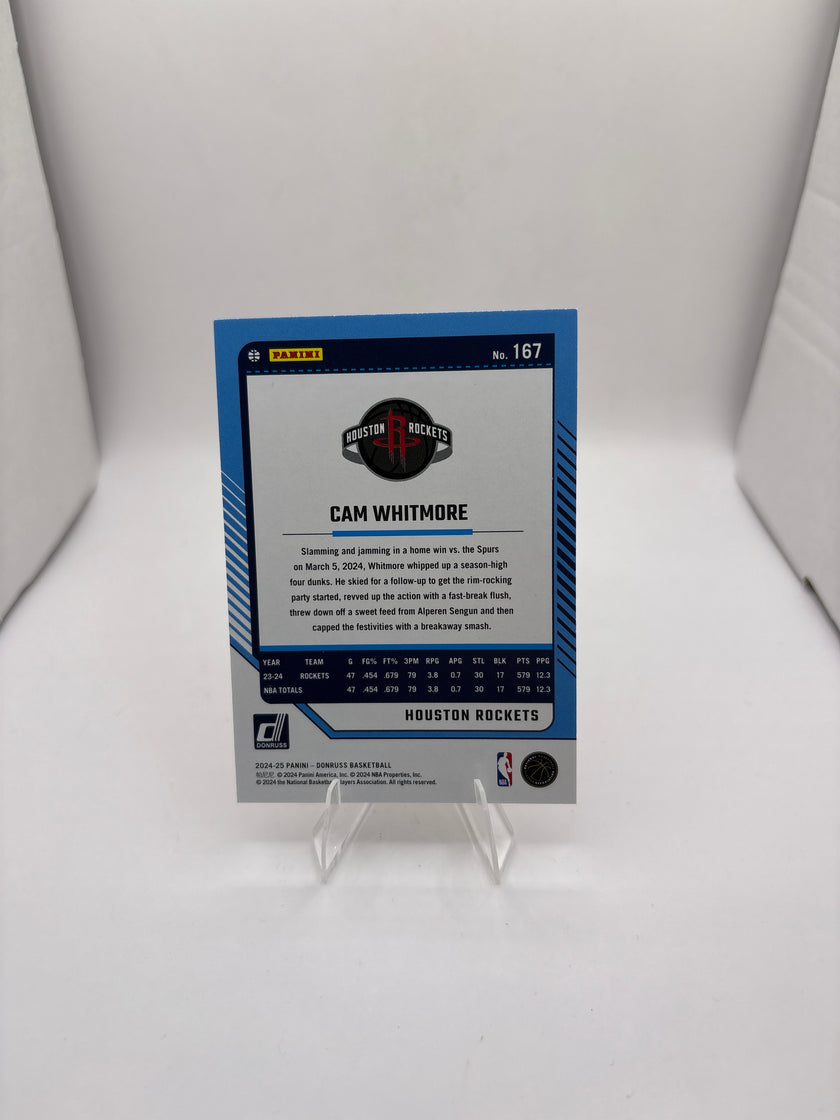 PANINI
No. 167
HOUSTON R ROCKETS
CAM WHITMORE
Slamming and jamming in a home win vs. the Spurs
on March 5, 2024, Whitmore whipped up a season-high
four dunks. He skied for a follow-up to get the rim-rocking
party started, revved up the action with a fast-break flush,
threw down off a sweet feed from Alperen Sengun and then
capped the festivities with a breakaway smash.
YEAR TEAM G FG% FT% 3PM RPG APG STL BLK PTS PPG
23-24 ROCKETS 47 .454 .679 79 3.8 0.7 30 17 579 12.3
NBA TOTALS 47 .454 .679 79 3.8 0.7 30 17 579 12.3
HOUSTON ROCKETS
d
DONRUSS
2024-25 PANINI – DONRUSS BASKETBALL
© 2024 Panini America, Inc. © 2024 NBA Properties, Inc.
© 2024 the National Basketball Players Association. All rights reserved.
NBA